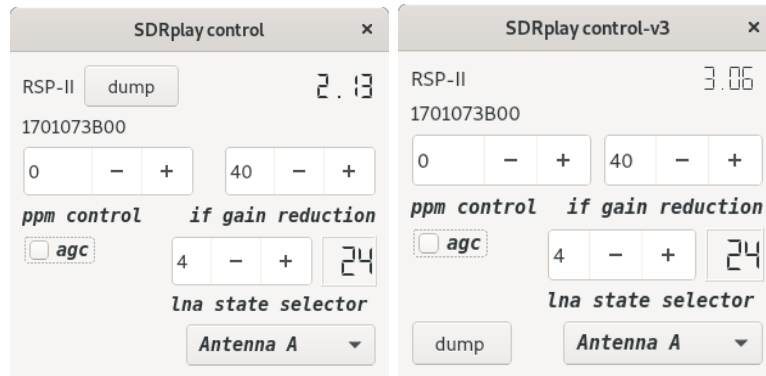 SDRplay control ×
RSP-II dump 2.13
1701073B00
0 − + 40 − +
ppm control if gain reduction
agc 4 − + 24
lna state selector
Antenna A
SDRplay control-v3 ×
RSP-II 3.06
1701073B00
0 − + 40 − +
ppm control if gain reduction
agc 4 − + 24
lna state selector
dump Antenna A